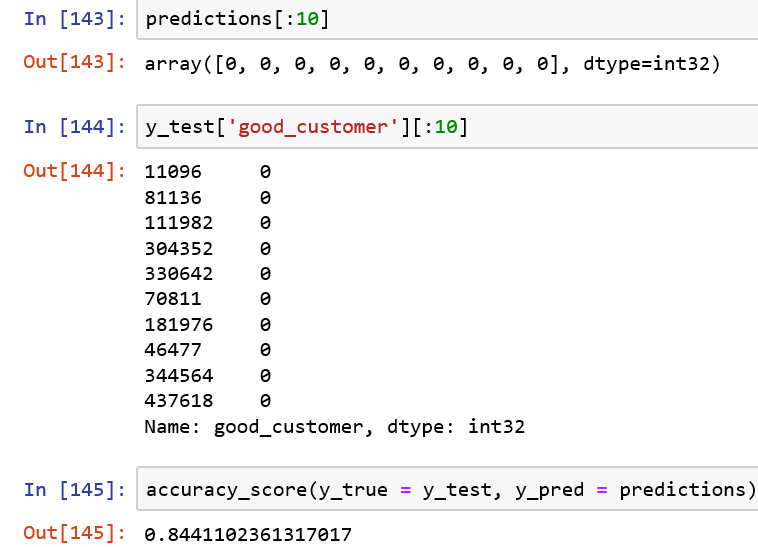 In [143]: predictions[:10]
Out[143]: array([0, 0, 0, 0, 0, 0, 0, 0, 0, 0], dtype=int32)
In [144]: y_test['good_customer'][:10]
Out[144]: 11096     0
81136     0
111982    0
304352    0
330642    0
70811     0
181976    0
46477     0
344564    0
437618    0
Name: good_customer, dtype: int32
In [145]: accuracy_score(y_true = y_test, y_pred = predictions)
Out[145]: 0.8441102361317017